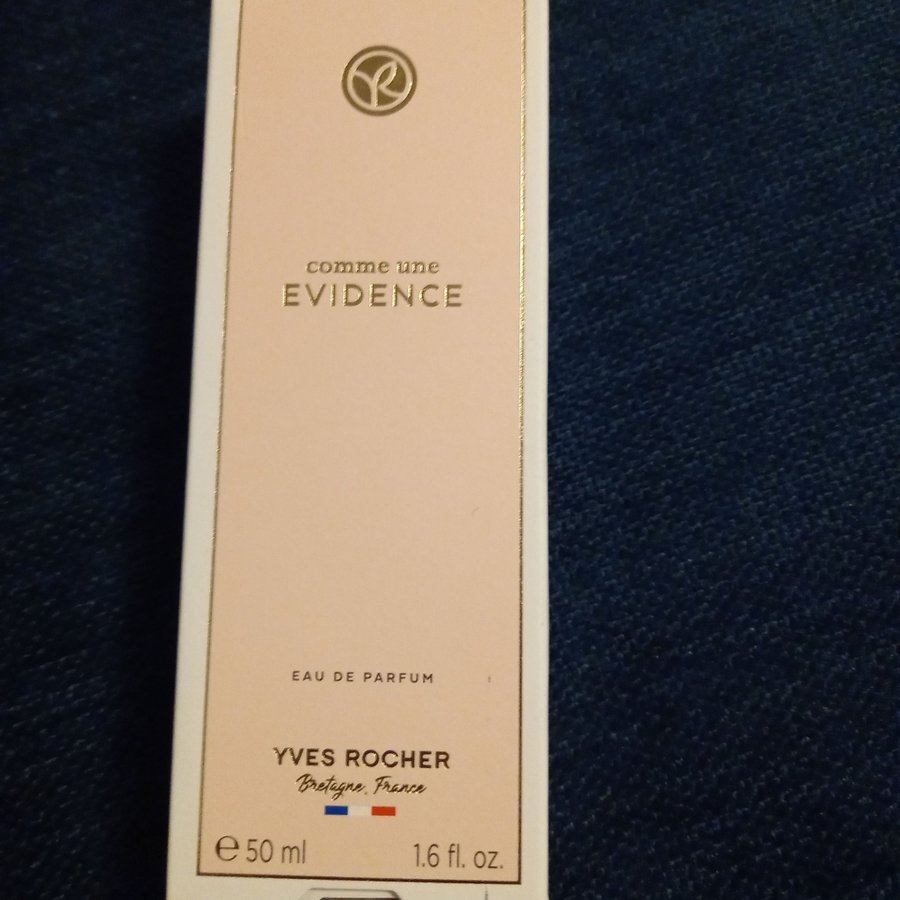 comme une
EVIDENCE
EAU DE PARFUM
YVES ROCHER
Bretagne, France
℮ 50 ml 1.6 fl. oz.